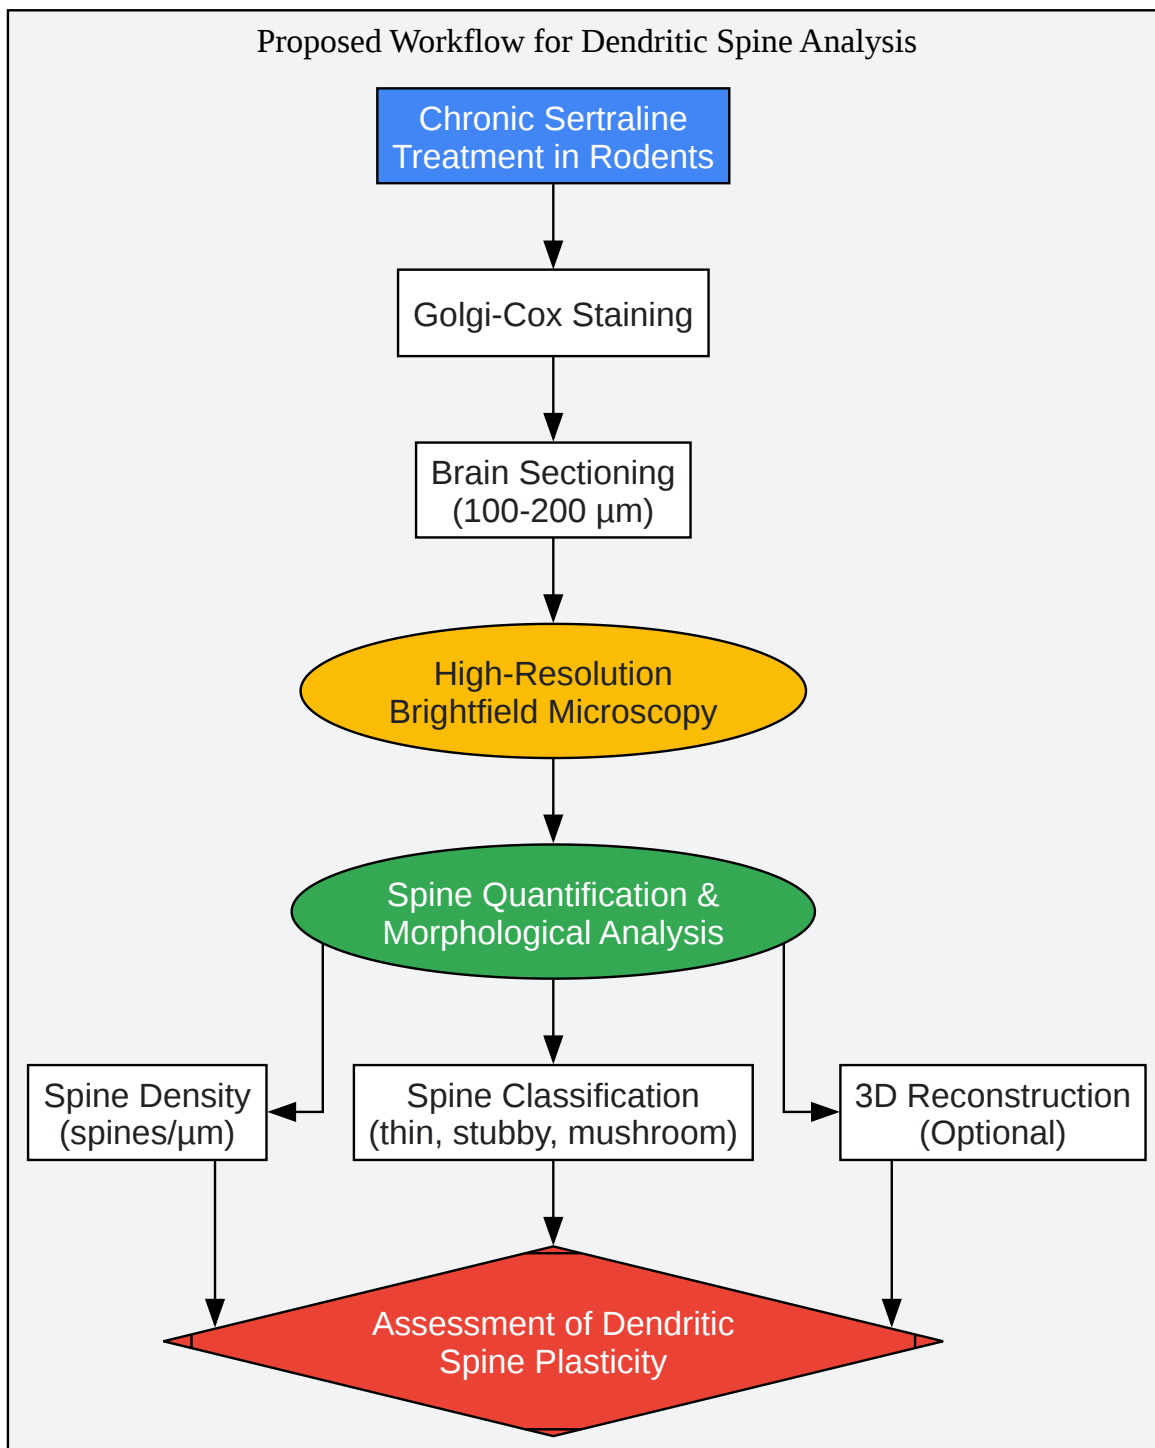 Proposed Workflow for Dendritic Spine Analysis
Chronic Sertraline
Treatment in Rodents
Golgi-Cox Staining
Brain Sectioning
(100-200 µm)
High-Resolution
Brightfield Microscopy
Spine Quantification &
Morphological Analysis
Spine Density
(spines/µm)
Spine Classification
(thin, stubby, mushroom)
3D Reconstruction
(Optional)
Assessment of Dendritic
Spine Plasticity